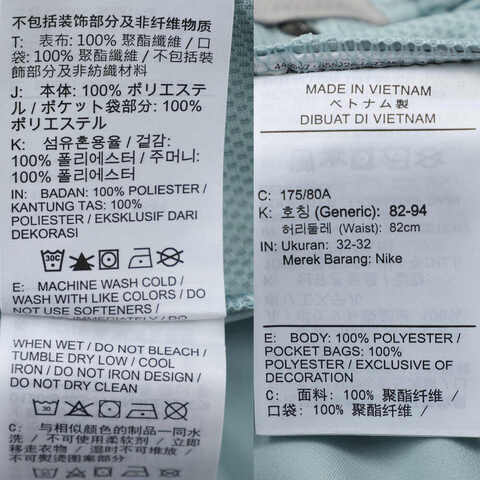 不包括装饰部分及非纤维物质
T: 表布: 100% 聚酯纖維 / 口
袋: 100% 聚酯纖維 / 不包括裝
飾部分及非紡織材料
J: 本体: 100% ポリエステ
ル / ポケット袋部分: 100%
ポリエステル
K: 섬유혼용율 / 겉감:
100% 폴리에스터 / 주머니:
100% 폴리에스터
IN: BADAN: 100% POLIESTER /
KANTUNG TAS: 100%
POLIESTER / EKSKLUSIF DARI
DEKORASI
E: MACHINE WASH COLD /
WASH WITH LIKE COLORS / DO
NOT USE SOFTENERS /
WHEN WET / DO NOT BLEACH /
TUMBLE DRY LOW / COOL
IRON / DO NOT IRON DESIGN /
DO NOT DRY CLEAN
C: 与相似颜色的制品一同水
洗 / 不可使用柔软剂 / 立即
移走衣物 / 湿时不可放置 /
MADE IN VIETNAM
ベトナム製
DIBUAT DI VIETNAM
C: 175/80A
K: 호칭 (Generic): 82-94
허리둘레 (Waist): 82cm
IN: Ukuran: 32-32
Merek Barang: Nike
E: BODY: 100% POLYESTER /
POCKET BAGS: 100%
POLYESTER / EXCLUSIVE OF
DECORATION
C: 面料: 100% 聚酯纤维 /
口袋: 100% 聚酯纤维 /